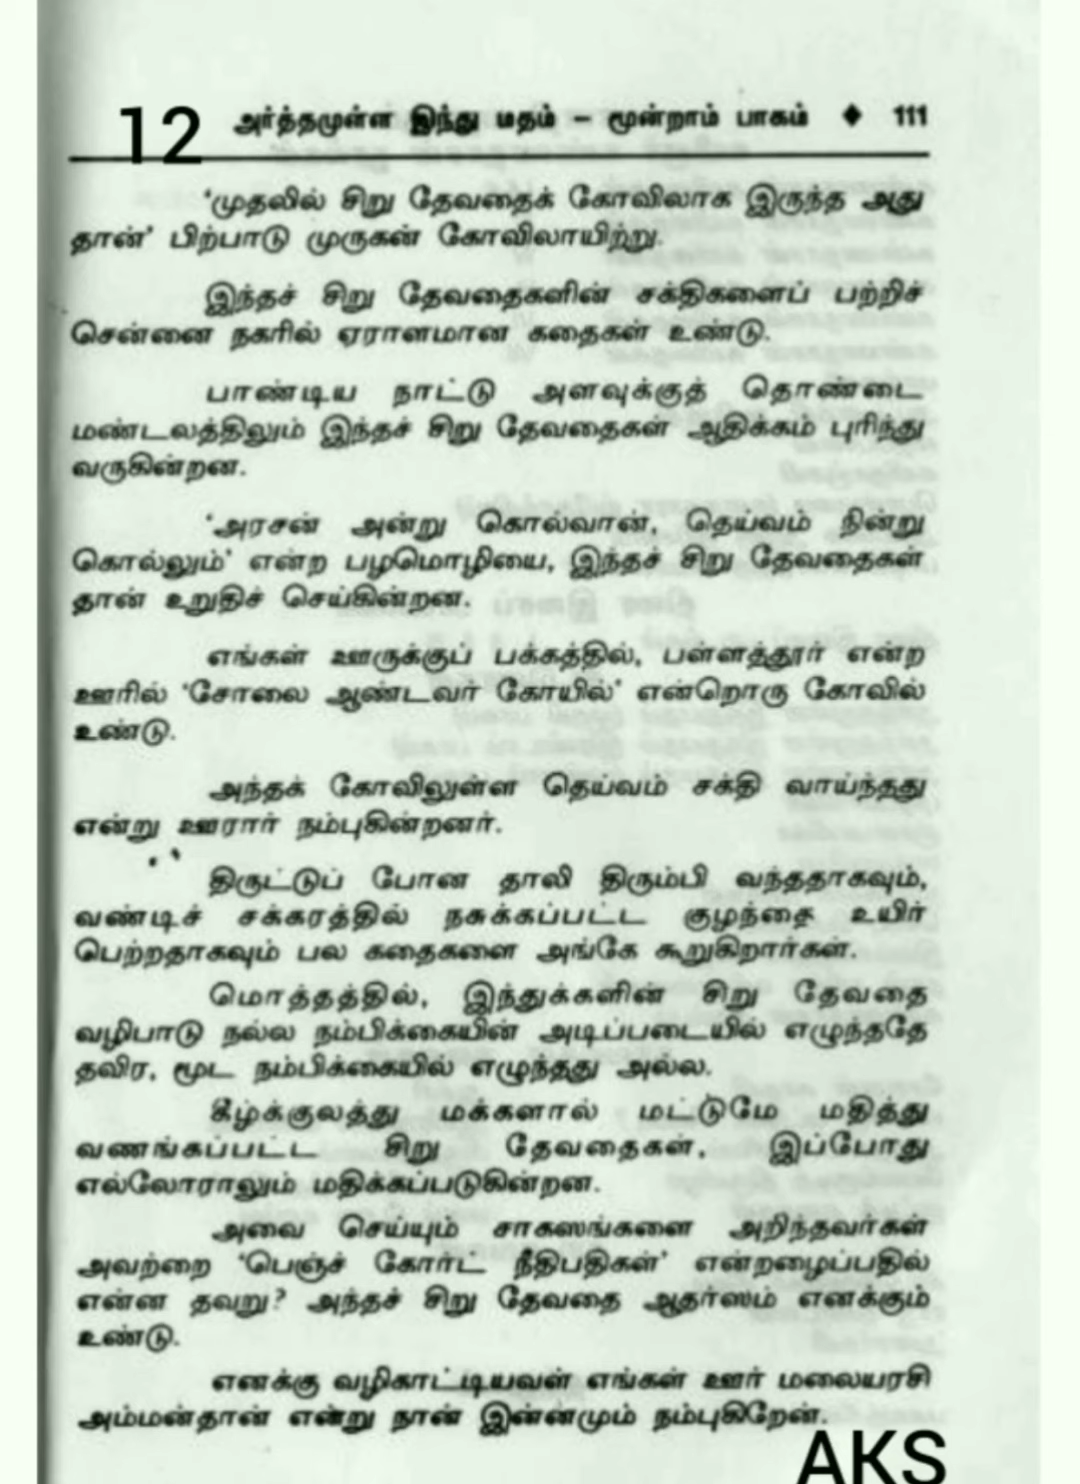 12 அர்த்தமுள்ள இந்து மதம் – மூன்றாம் பாகம் ◆ 111
‘முதலில் சிறு தேவதைக் கோவிலாக இருந்த அது
தான்’ பிற்பாடு முருகன் கோவிலாயிற்று.
இந்தச் சிறு தேவதைகளின் சக்திகளைப் பற்றிச்
சென்னை நகரில் ஏராளமான கதைகள் உண்டு.
பாண்டிய நாட்டு அளவுக்குத் தொண்டை
மண்டலத்திலும் இந்தச் சிறு தேவதைகள் ஆதிக்கம் புரிந்து
வருகின்றன.
‘அரசன் அன்று கொல்வான், தெய்வம் நின்று
கொல்லும்’ என்ற பழமொழியை, இந்தச் சிறு தேவதைகள்
தான் உறுதிச் செய்கின்றன.
எங்கள் ஊருக்குப் பக்கத்தில், பள்ளத்தூர் என்ற
ஊரில் ‘சோலை ஆண்டவர் கோயில்’ என்றொரு கோவில்
உண்டு.
அந்தக் கோவிலுள்ள தெய்வம் சக்தி வாய்ந்தது
என்று ஊரார் நம்புகின்றனர்.
திருட்டுப் போன தாலி திரும்பி வந்ததாகவும்,
வண்டிச் சக்கரத்தில் நசுக்கப்பட்ட குழந்தை உயிர்
பெற்றதாகவும் பல கதைகளை அங்கே கூறுகிறார்கள்.
மொத்தத்தில், இந்துக்களின் சிறு தேவதை
வழிபாடு நல்ல நம்பிக்கையின் அடிப்படையில் எழுந்ததே
தவிர, மூட நம்பிக்கையில் எழுந்தது அல்ல.
கீழ்க்குலத்து மக்களால் மட்டுமே மதித்து
வணங்கப்பட்ட சிறு தேவதைகள், இப்போது
எல்லோராலும் மதிக்கப்படுகின்றன.
அவை செய்யும் சாகஸங்களை அறிந்தவர்கள்
அவற்றை ‘பெஞ்ச் கோர்ட் நீதிபதிகள்’ என்றழைப்பதில்
என்ன தவறு? அந்தச் சிறு தேவதை ஆதர்ஸம் எனக்கும்
உண்டு.
எனக்கு வழிகாட்டியவள் எங்கள் ஊர் மலையரசி
அம்மன்தான் என்று நான் இன்னமும் நம்புகிறேன்.
AKS